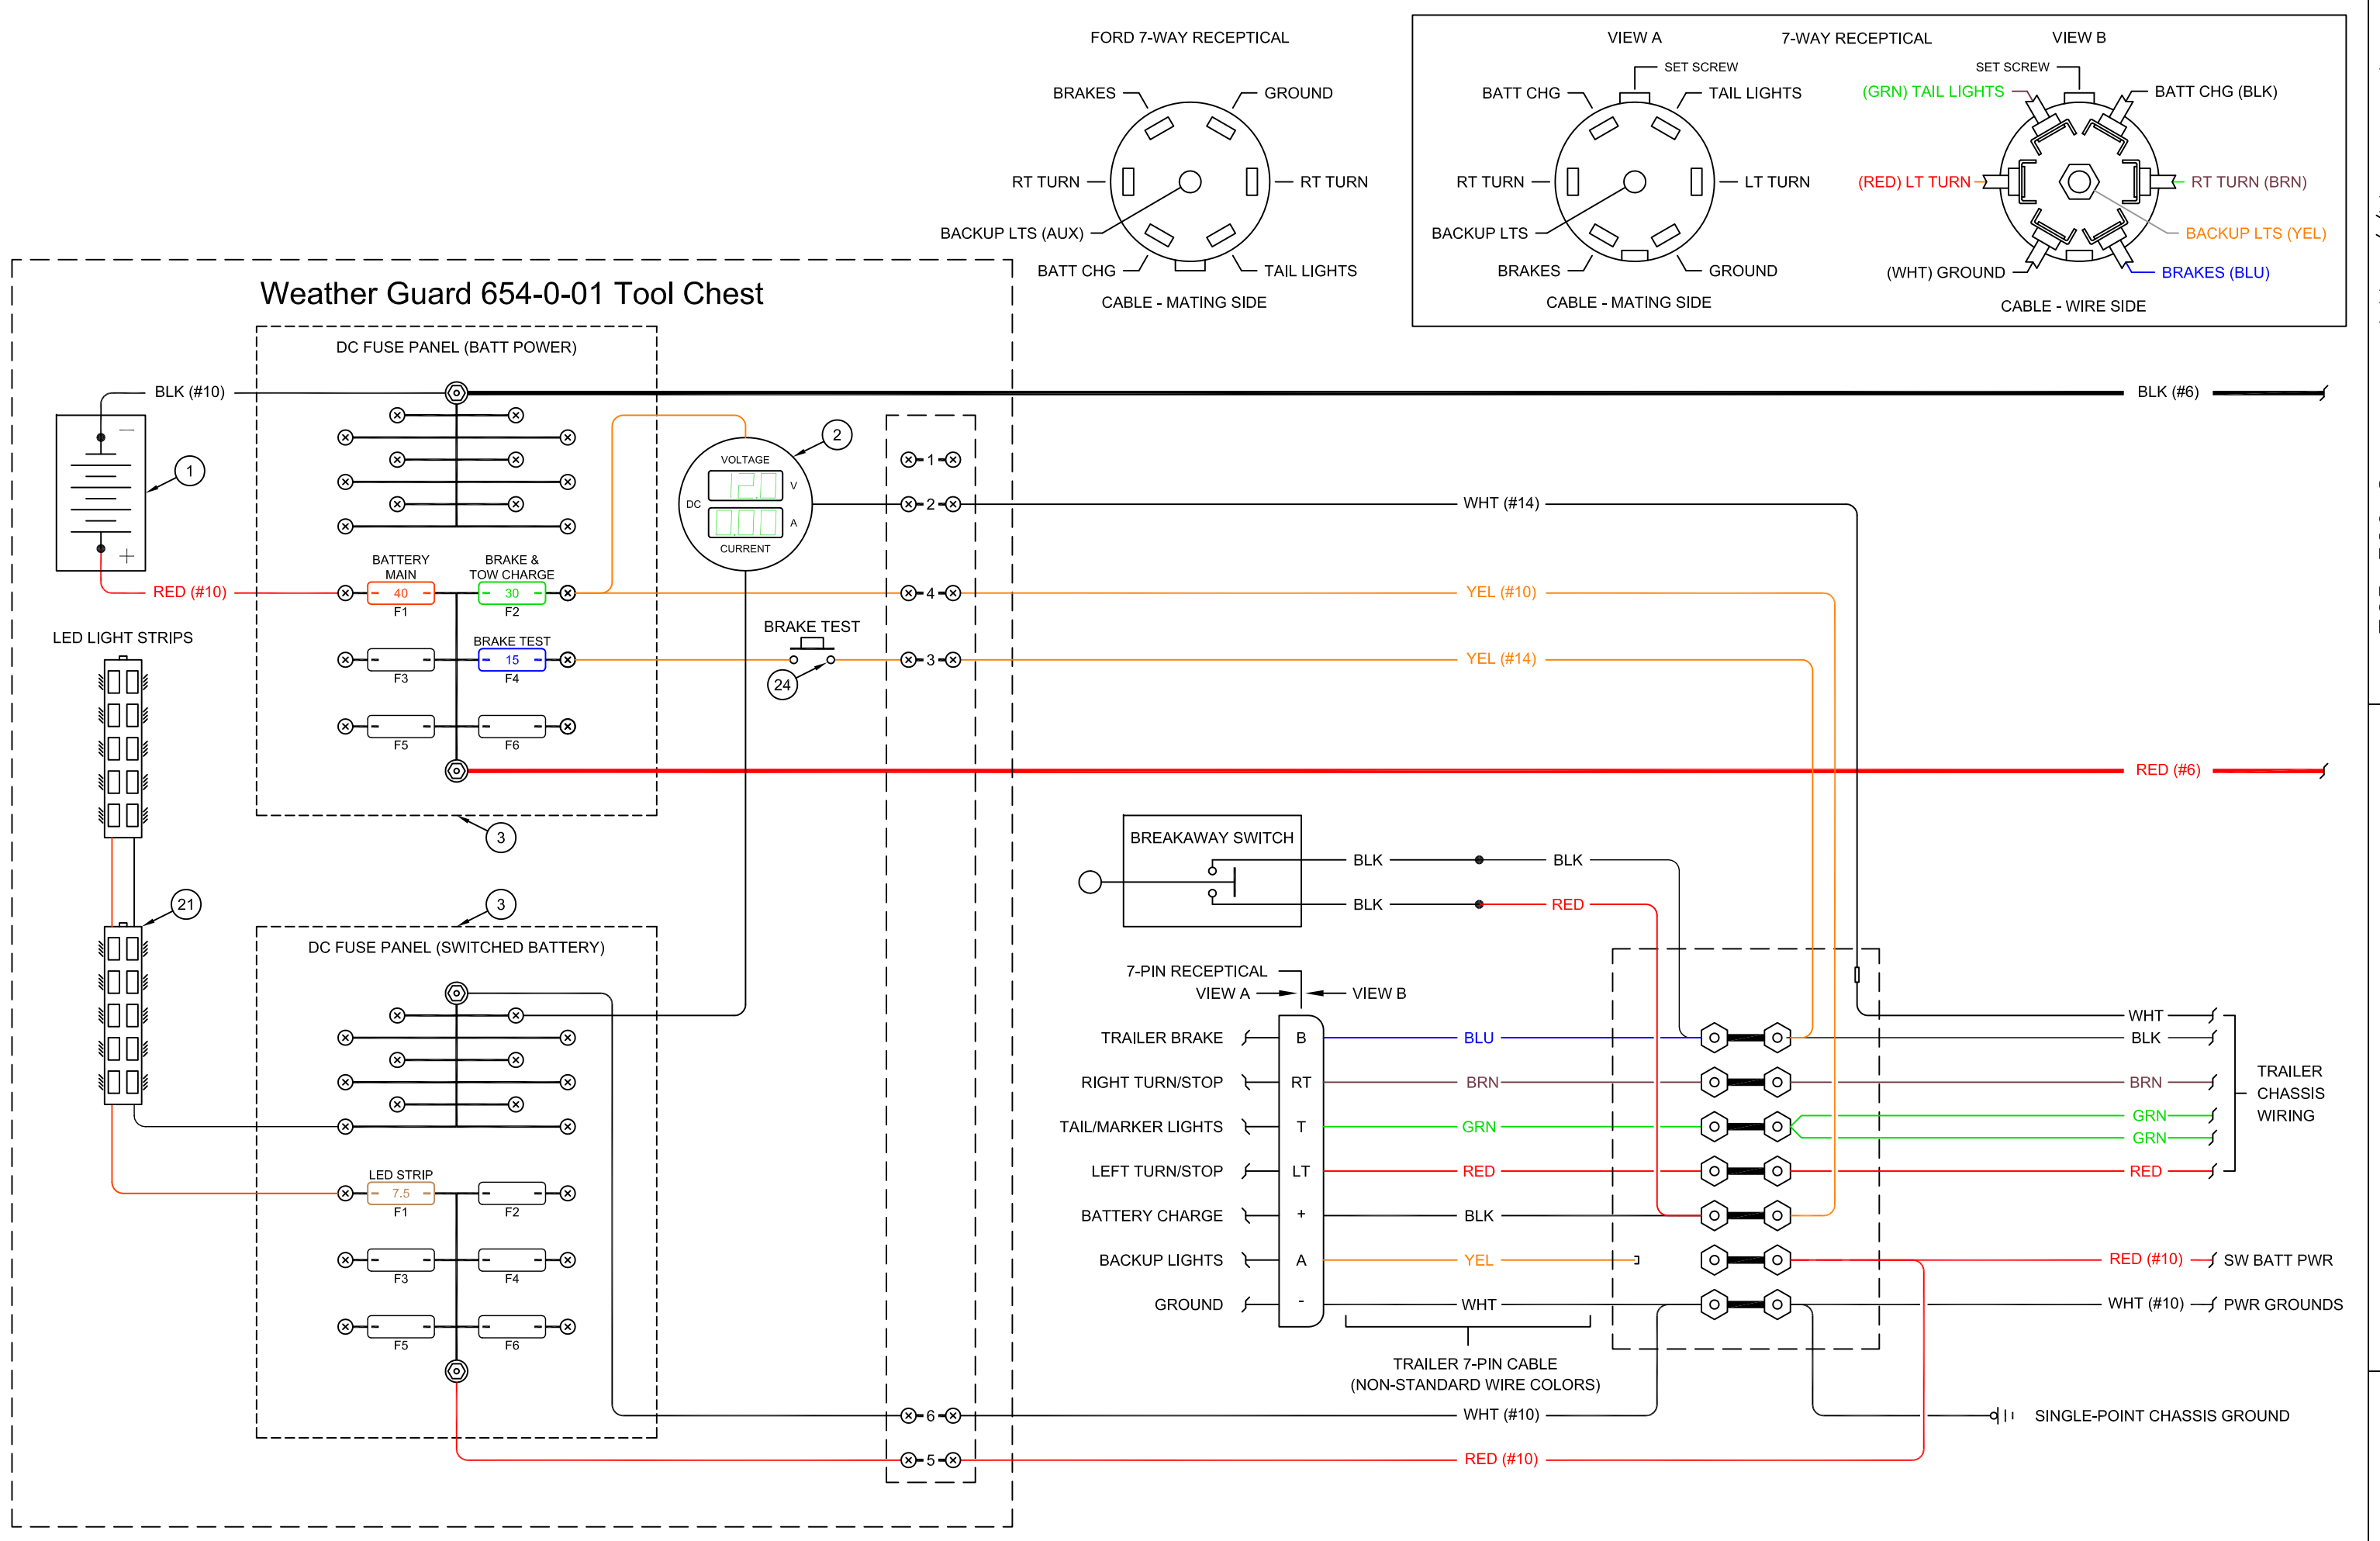 FORD 7-WAY RECEPTICAL
BRAKES
GROUND
RT TURN
RT TURN
BACKUP LTS (AUX)
BATT CHG
TAIL LIGHTS
CABLE - MATING SIDE
VIEW A
7-WAY RECEPTICAL
VIEW B
SET SCREW
BATT CHG
TAIL LIGHTS
RT TURN
LT TURN
BACKUP LTS
BRAKES
GROUND
CABLE - MATING SIDE
SET SCREW
(GRN) TAIL LIGHTS
BATT CHG (BLK)
(RED) LT TURN
RT TURN (BRN)
BACKUP LTS (YEL)
(WHT) GROUND
BRAKES (BLU)
CABLE - WIRE SIDE
Weather Guard 654-0-01 Tool Chest
DC FUSE PANEL (BATT POWER)
BLK (#10)
BLK (#6)
1
2
VOLTAGE
12.0 V
DC
0.00 A
CURRENT
1
2
WHT (#14)
BATTERY
MAIN
BRAKE &
TOW CHARGE
RED (#10)
40
30
F1
F2
4
YEL (#10)
LED LIGHT STRIPS
BRAKE TEST
15
F3
F4
BRAKE TEST
24
3
YEL (#14)
F5
F6
RED (#6)
3
BREAKAWAY SWITCH
BLK
BLK
BLK
RED
21
3
DC FUSE PANEL (SWITCHED BATTERY)
7-PIN RECEPTICAL
VIEW A
VIEW B
TRAILER BRAKE
B
BLU
WHT
BLK
RIGHT TURN/STOP
RT
BRN
BRN
TAIL/MARKER LIGHTS
T
GRN
GRN
GRN
LEFT TURN/STOP
LT
RED
RED
TRAILER
CHASSIS
WIRING
BATTERY CHARGE
+
BLK
BACKUP LIGHTS
A
YEL
RED (#10)
SW BATT PWR
GROUND
-
WHT
WHT (#10)
PWR GROUNDS
LED STRIP
7.5
F1
F2
F3
F4
F5
F6
TRAILER 7-PIN CABLE
(NON-STANDARD WIRE COLORS)
6
WHT (#10)
SINGLE-POINT CHASSIS GROUND
5
RED (#10)